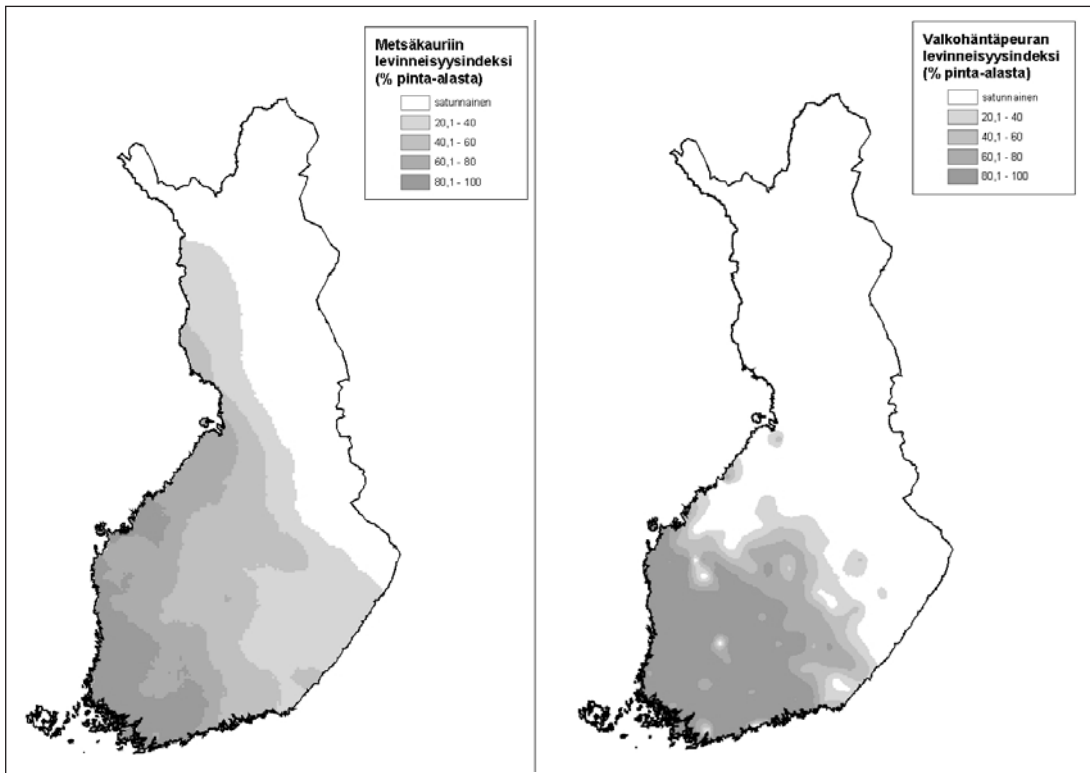 Metsäkauriin
levinneisyysindeksi
(% pinta-alasta)
satunnainen
20,1 - 40
40,1 - 60
60,1 - 80
80,1 - 100
Valkohäntäpeuran
levinneisyysindeksi
(% pinta-alasta)
satunnainen
20,1 - 40
40,1 - 60
60,1 - 80
80,1 - 100